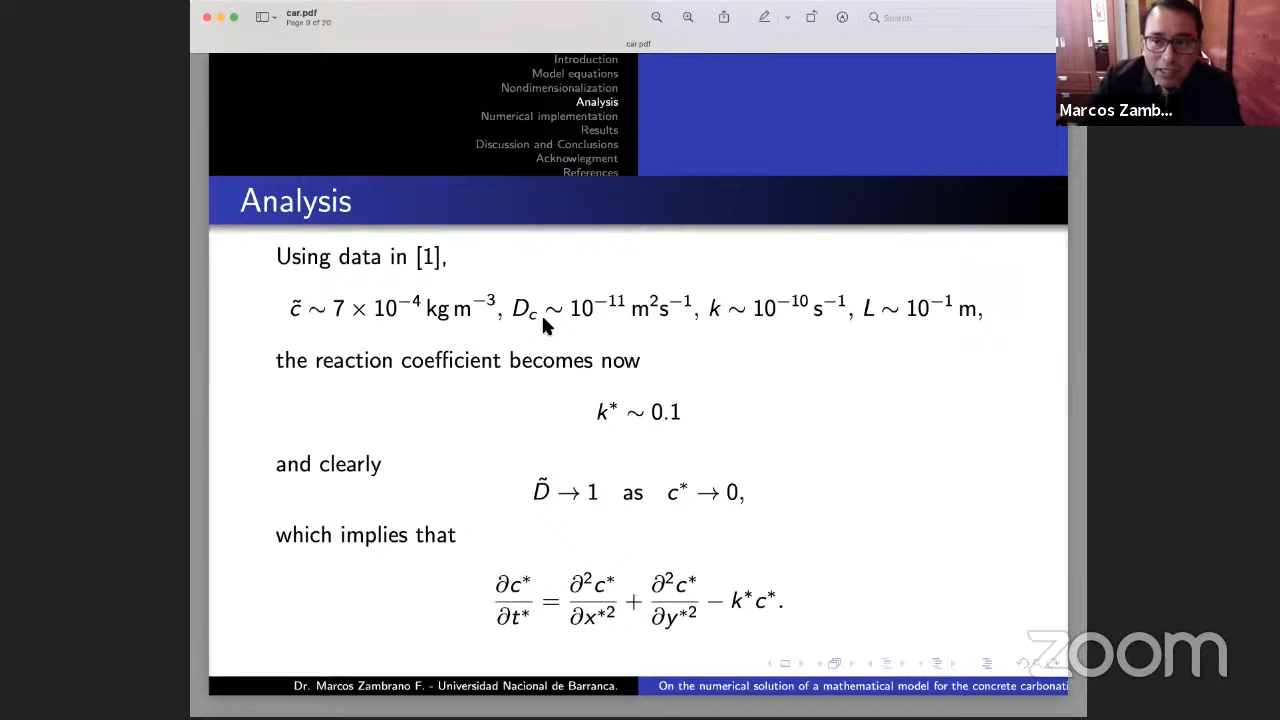 car.pdf
Page 9 of 20
Search
car.pdf
Introduction
Model equations
Nondimensionalization
Analysis
Numerical implementation
Results
Discussion and Conclusions
Acknowlegment
References
Marcos Zamb...
Analysis
Using data in [1],
c̃ ∼ 7 × 10⁻⁴ kg m⁻³, D_c ∼ 10⁻¹¹ m²s⁻¹, k ∼ 10⁻¹⁰ s⁻¹, L ∼ 10⁻¹ m,
the reaction coefficient becomes now
k* ∼ 0.1
and clearly
D̃ → 1 as c* → 0,
which implies that
∂c*/∂t* = ∂²c*/∂x*² + ∂²c*/∂y*² − k*c*.
zoom
Dr. Marcos Zambrano F. - Universidad Nacional de Barranca.
On the numerical solution of a mathematical model for the concrete carbonati